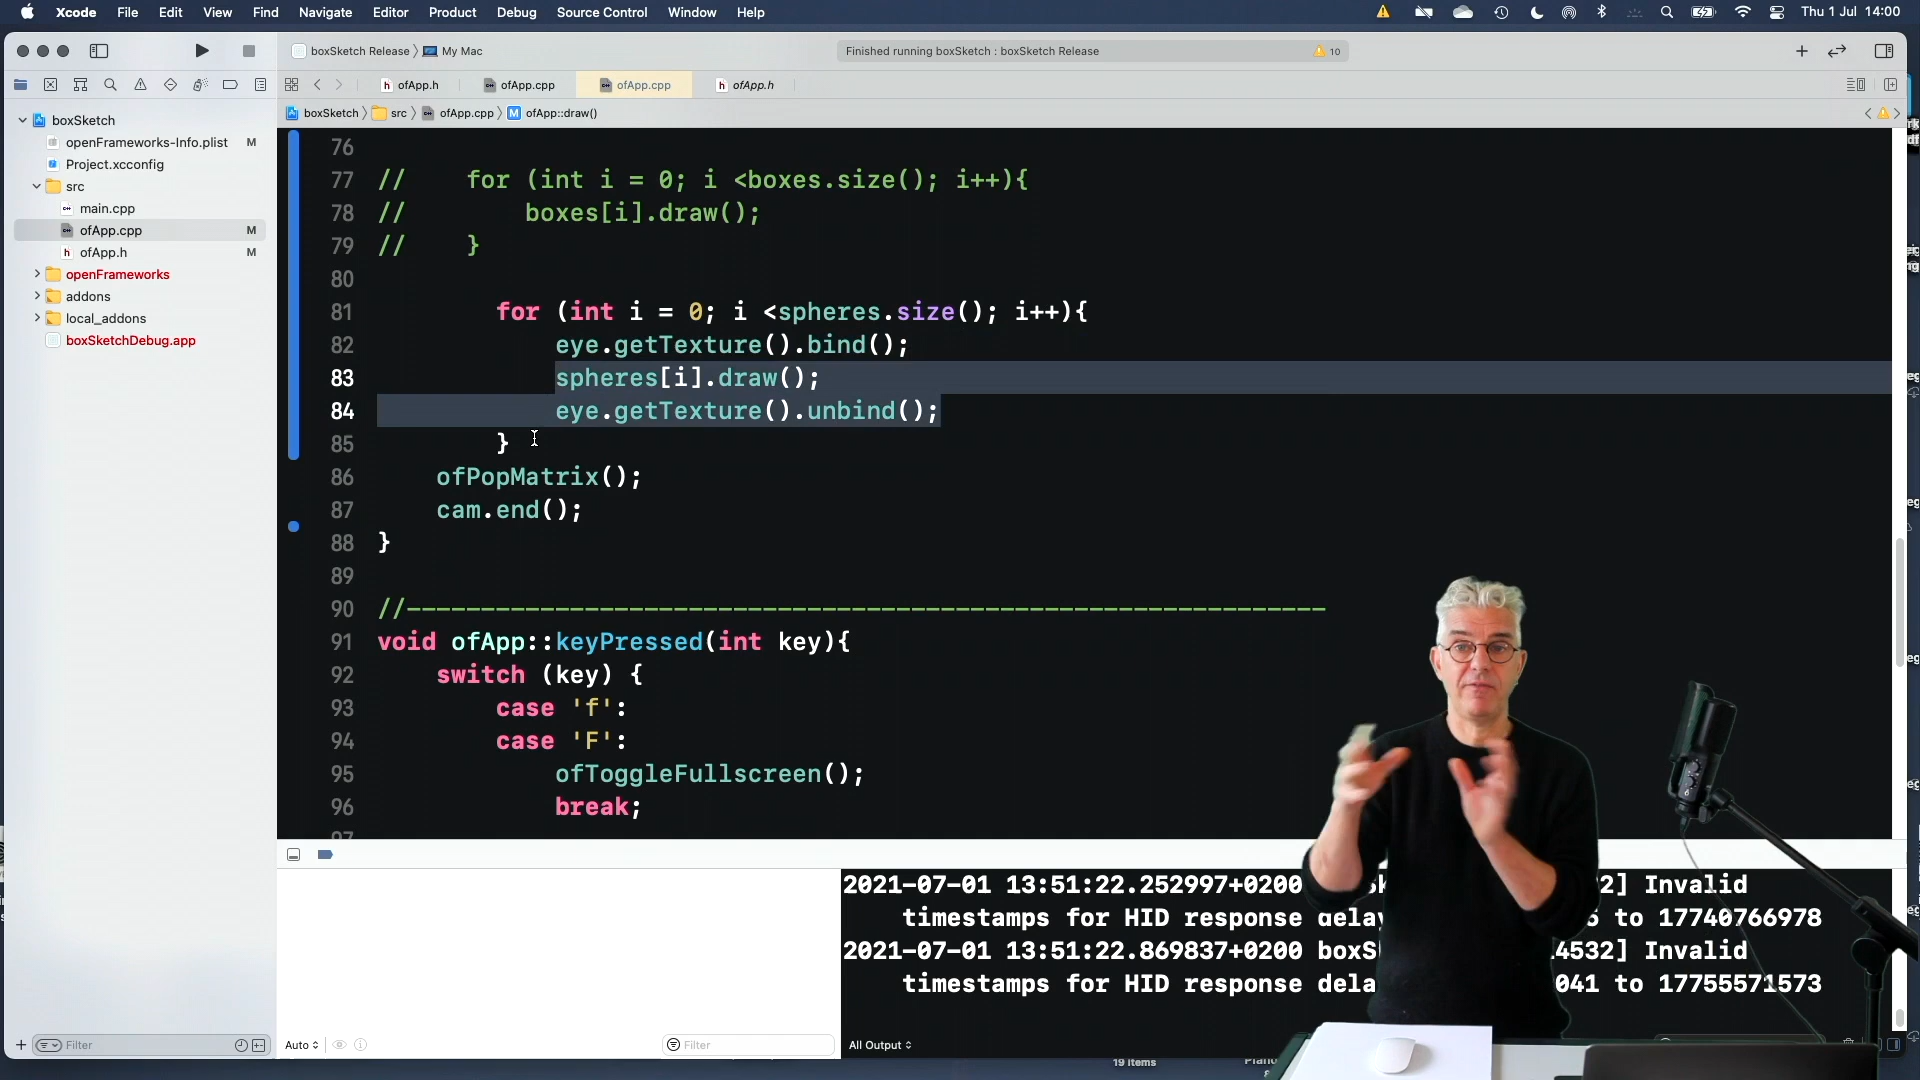 Xcode File Edit View Find Navigate Editor Product Debug Source Control Window Help
Thu 1 Jul 14:00
boxSketch Release My Mac
Finished running boxSketch : boxSketch Release
10
ofApp.h ofApp.cpp ofApp.cpp ofApp.h
boxSketch src ofApp.cpp M ofApp::draw()
boxSketch
openFrameworks-Info.plist M
Project.xcconfig
src
main.cpp
ofApp.cpp M
h ofApp.h M
openFrameworks
addons
local_addons
boxSketchDebug.app
76
77 // for (int i = 0; i <boxes.size(); i++){
78 // boxes[i].draw();
79 // }
80
81 for (int i = 0; i <spheres.size(); i++){
82 eye.getTexture().bind();
83 spheres[i].draw();
84 eye.getTexture().unbind();
85 }
86 ofPopMatrix();
87 cam.end();
88 }
89
90 //--------------------------------------------------------------
91 void ofApp::keyPressed(int key){
92 switch (key) {
93 case 'f':
94 case 'F':
95 ofToggleFullscreen();
96 break;
97
2021-07-01 13:51:22.252997+0200 2] Invalid
timestamps for HID response delay to 17740766978
2021-07-01 13:51:22.869837+0200 boxS 4532] Invalid
timestamps for HID response dela 041 to 17755571573
Filter
Auto
Filter
All Output
19 items